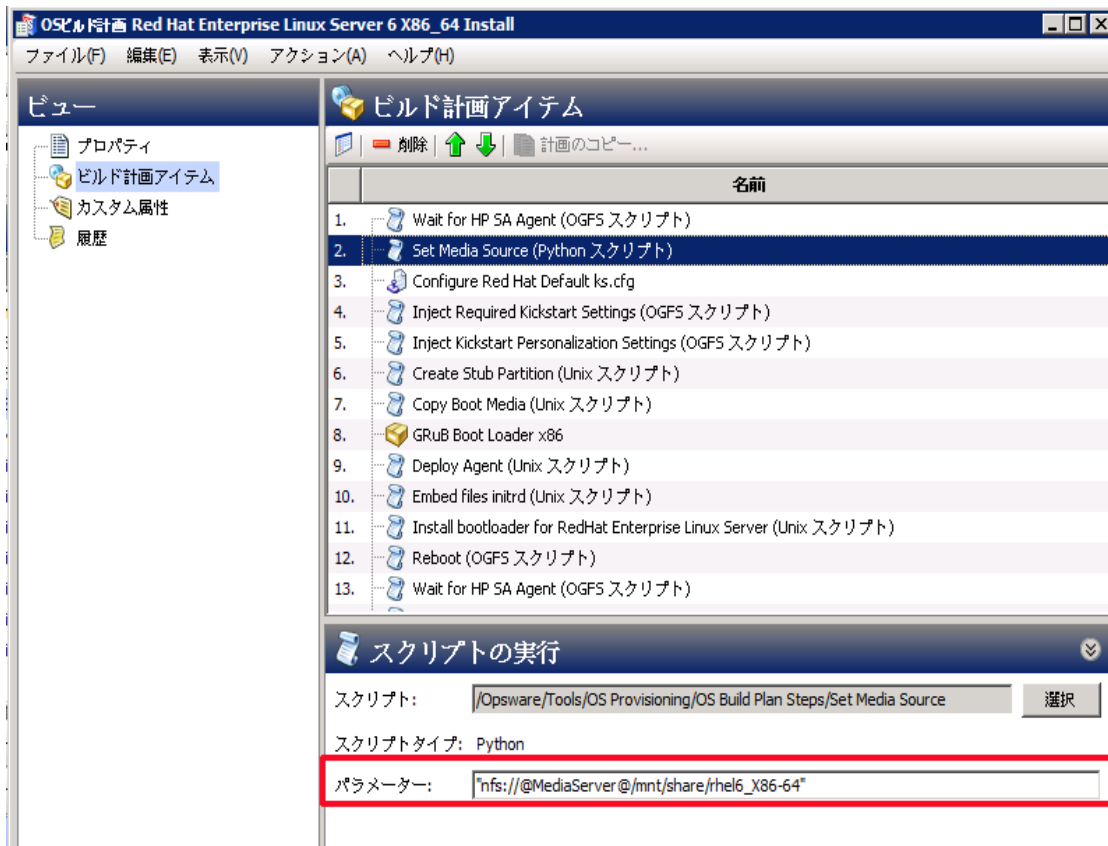 OSビルド計画 Red Hat Enterprise Linux Server 6 X86_64 Install
ファイル(F) 編集(E) 表示(V) アクション(A) ヘルプ(H)
ビュー
プロパティ
ビルド計画アイテム
カスタム属性
履歴
ビルド計画アイテム
削除 計画のコピー...
名前
1. Wait for HP SA Agent (OGFS スクリプト)
2. Set Media Source (Python スクリプト)
3. Configure Red Hat Default ks.cfg
4. Inject Required Kickstart Settings (OGFS スクリプト)
5. Inject Kickstart Personalization Settings (OGFS スクリプト)
6. Create Stub Partition (Unix スクリプト)
7. Copy Boot Media (Unix スクリプト)
8. GRuB Boot Loader x86
9. Deploy Agent (Unix スクリプト)
10. Embed files initrd (Unix スクリプト)
11. Install bootloader for RedHat Enterprise Linux Server (Unix スクリプト)
12. Reboot (OGFS スクリプト)
13. Wait for HP SA Agent (OGFS スクリプト)
スクリプトの実行
スクリプト: /Opsware/Tools/OS Provisioning/OS Build Plan Steps/Set Media Source 選択
スクリプトタイプ: Python
パラメーター: "nfs://@MediaServer@/mnt/share/rhel6_X86-64"